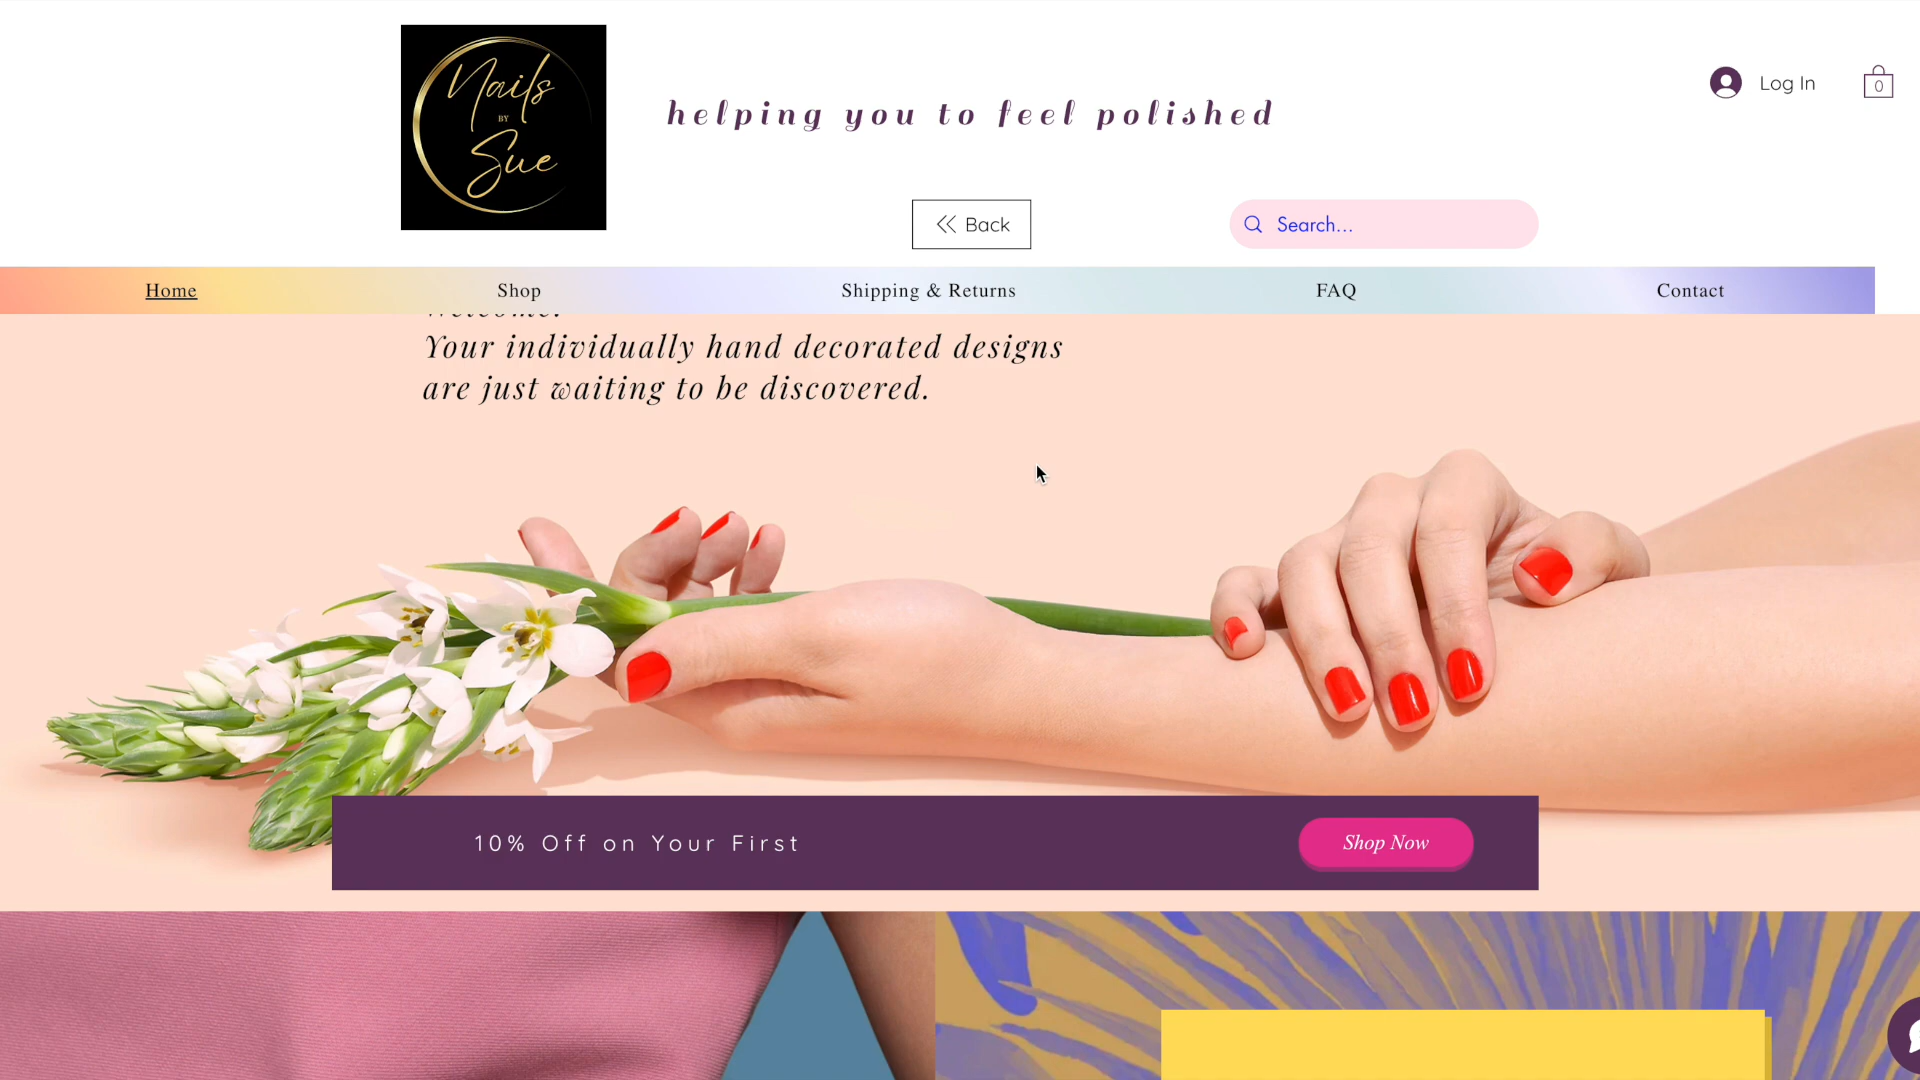 Nails
BY
Sue
helping you to feel polished
Log In
0
Back
Search...
Home
Shop
Shipping & Returns
FAQ
Contact
Welcome!
Your individually hand decorated designs
are just waiting to be discovered.
10% Off on Your First
Shop Now